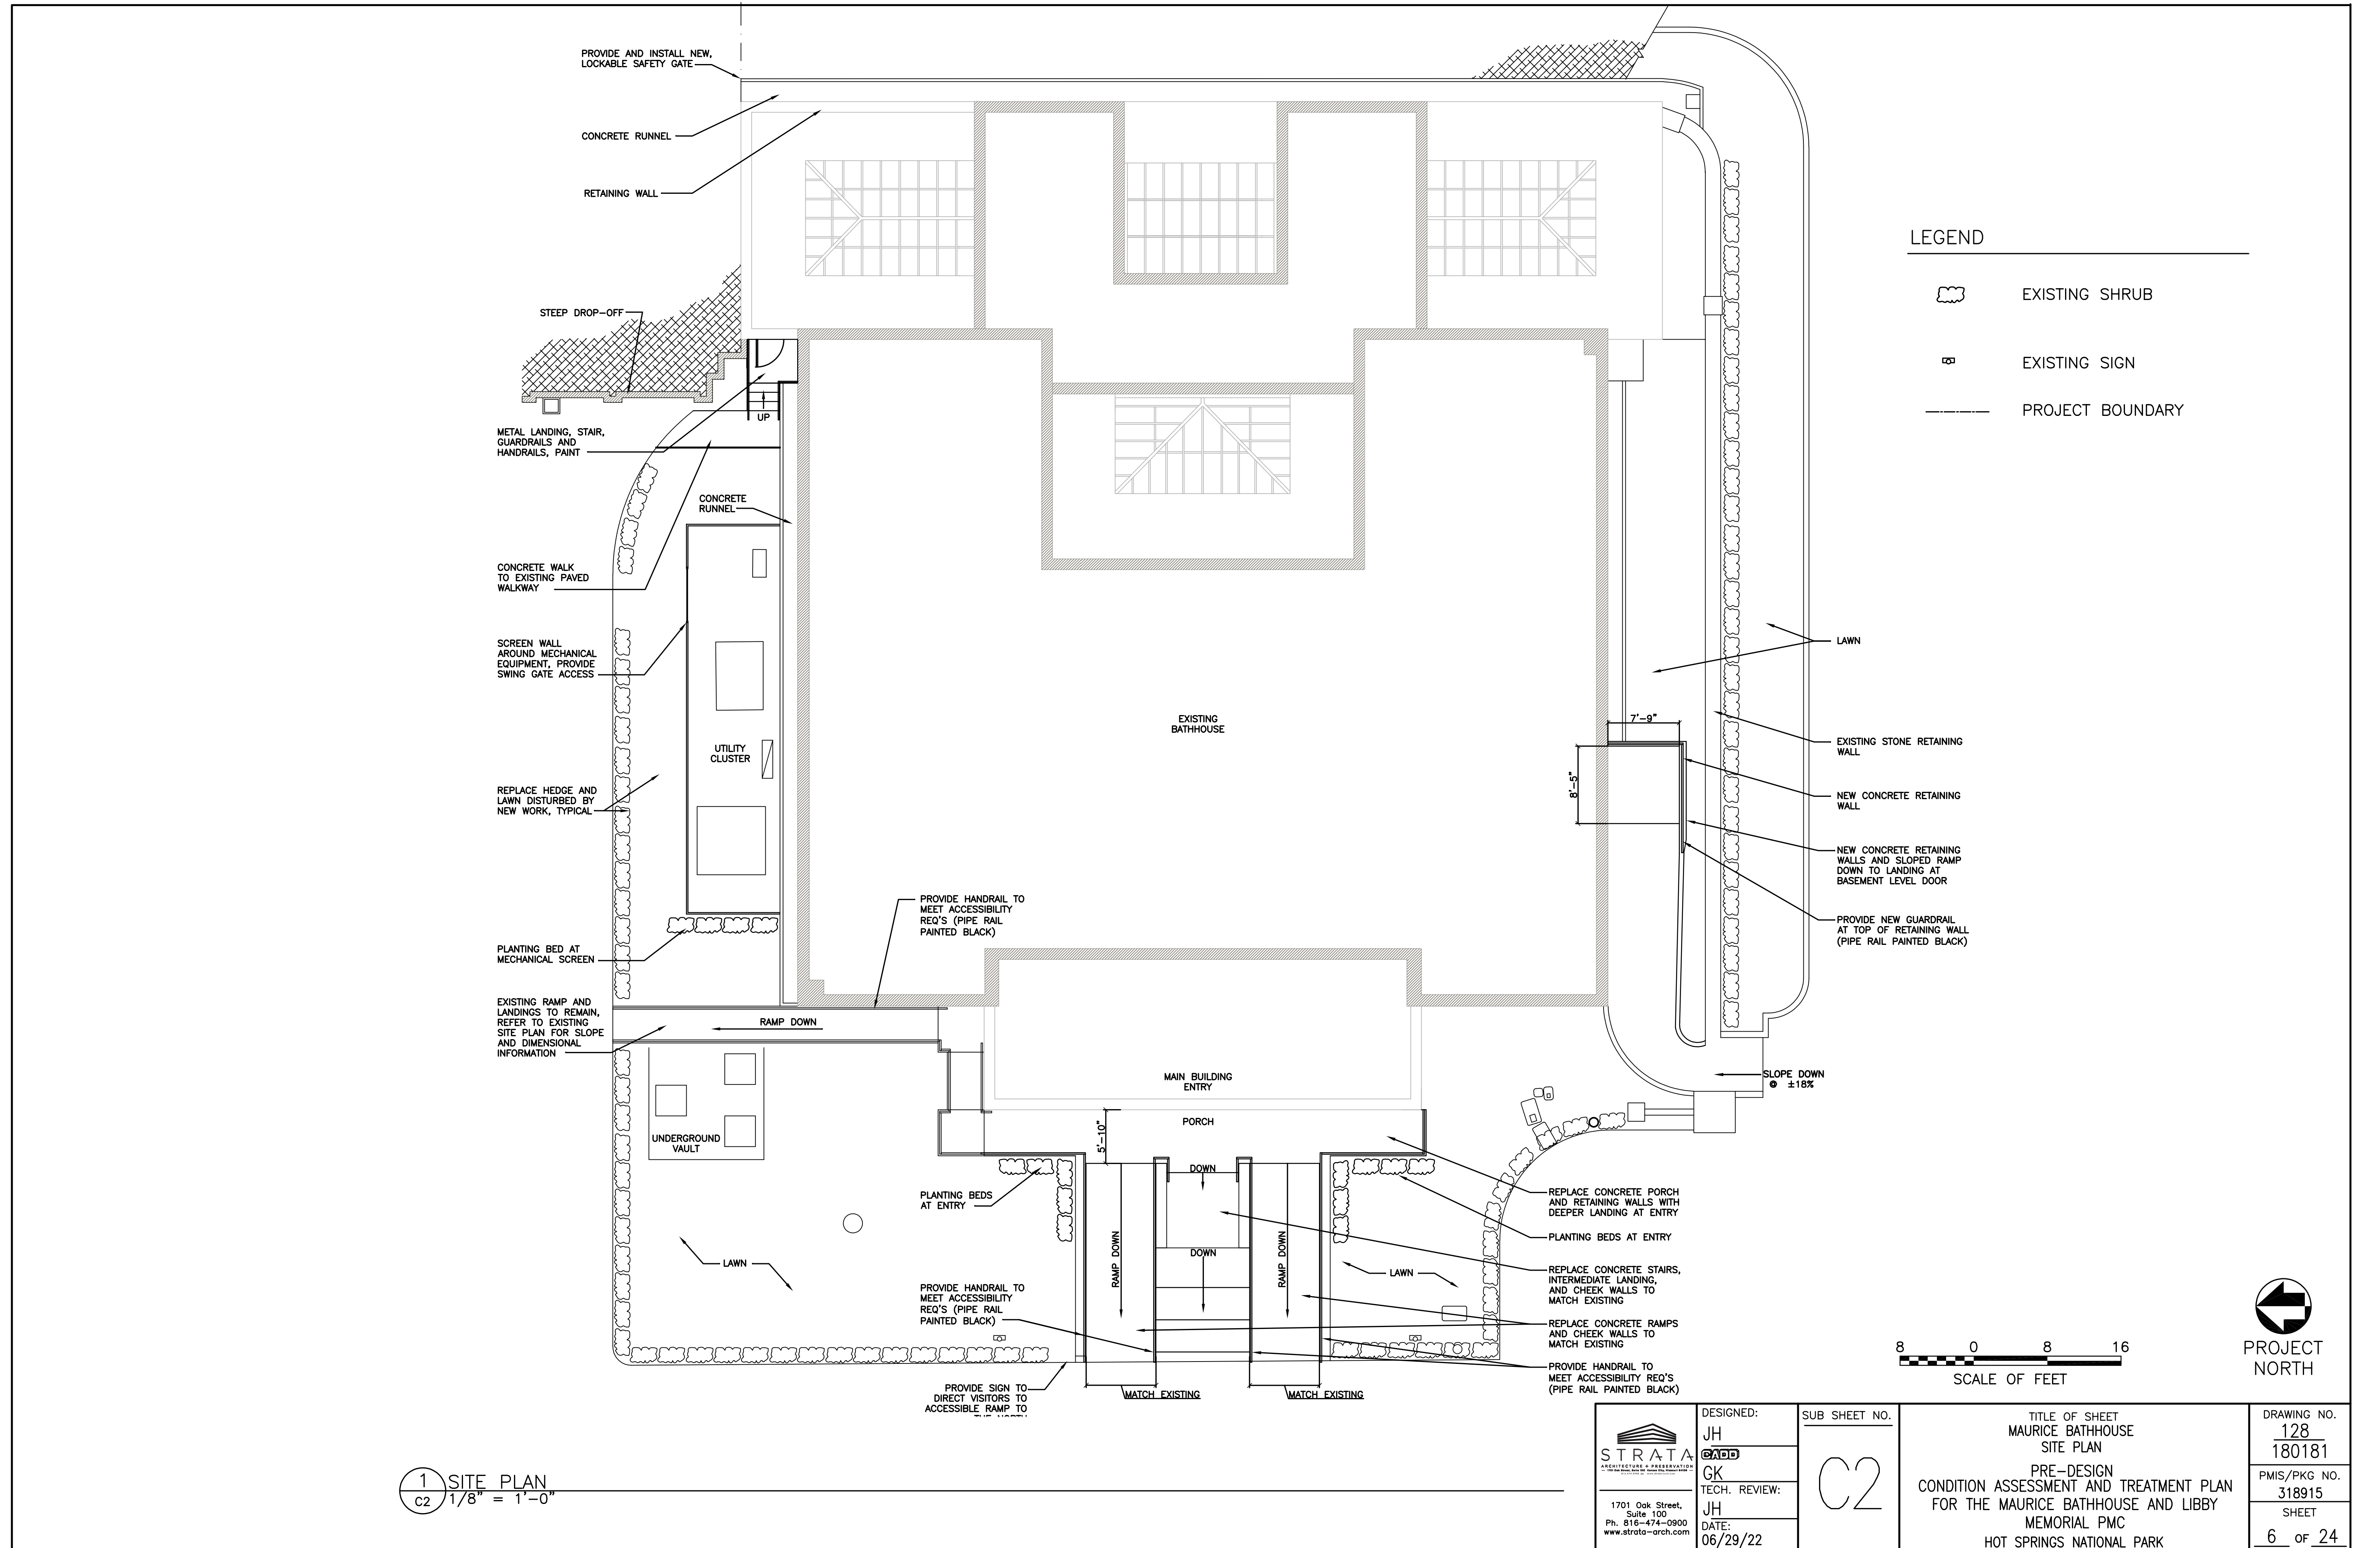 PROVIDE AND INSTALL NEW,
LOCKABLE SAFETY GATE
CONCRETE RUNNEL
RETAINING WALL
STEEP DROP-OFF
UP
METAL LANDING, STAIR,
GUARDRAILS AND
HANDRAILS, PAINT
CONCRETE
RUNNEL
CONCRETE WALK
TO EXISTING PAVED
WALKWAY
SCREEN WALL
AROUND MECHANICAL
EQUIPMENT, PROVIDE
SWING GATE ACCESS
UTILITY
CLUSTER
REPLACE HEDGE AND
LAWN DISTURBED BY
NEW WORK, TYPICAL
PLANTING BED AT
MECHANICAL SCREEN
EXISTING RAMP AND
LANDINGS TO REMAIN,
REFER TO EXISTING
SITE PLAN FOR SLOPE
AND DIMENSIONAL
INFORMATION
RAMP DOWN
UNDERGROUND
VAULT
LAWN
EXISTING
BATHHOUSE
PROVIDE HANDRAIL TO
MEET ACCESSIBILITY
REQ'S (PIPE RAIL
PAINTED BLACK)
MAIN BUILDING
ENTRY
PORCH
5'-10"
PLANTING BEDS
AT ENTRY
DOWN
DOWN
RAMP DOWN
RAMP DOWN
LAWN
PROVIDE HANDRAIL TO
MEET ACCESSIBILITY
REQ'S (PIPE RAIL
PAINTED BLACK)
PROVIDE SIGN TO
DIRECT VISITORS TO
ACCESSIBLE RAMP TO
MATCH EXISTING
MATCH EXISTING
7'-9"
8'-5"
LAWN
EXISTING STONE RETAINING
WALL
NEW CONCRETE RETAINING
WALL
NEW CONCRETE RETAINING
WALLS AND SLOPED RAMP
DOWN TO LANDING AT
BASEMENT LEVEL DOOR
PROVIDE NEW GUARDRAIL
AT TOP OF RETAINING WALL
(PIPE RAIL PAINTED BLACK)
SLOPE DOWN
@ ±18%
REPLACE CONCRETE PORCH
AND RETAINING WALLS WITH
DEEPER LANDING AT ENTRY
PLANTING BEDS AT ENTRY
REPLACE CONCRETE STAIRS,
INTERMEDIATE LANDING,
AND CHEEK WALLS TO
MATCH EXISTING
REPLACE CONCRETE RAMPS
AND CHEEK WALLS TO
MATCH EXISTING
PROVIDE HANDRAIL TO
MEET ACCESSIBILITY REQ'S
(PIPE RAIL PAINTED BLACK)
LEGEND
EXISTING SHRUB
EXISTING SIGN
PROJECT BOUNDARY
8 0 8 16
SCALE OF FEET
PROJECT
NORTH
1
C2
SITE PLAN
1/8" = 1'-0"
STRATA
ARCHITECTURE + PRESERVATION
1701 Oak Street,
Suite 100
Ph. 816-474-0900
www.strata-arch.com
DESIGNED:
JH
CADD
GK
TECH. REVIEW:
JH
DATE:
06/29/22
SUB SHEET NO.
C2
TITLE OF SHEET
MAURICE BATHHOUSE
SITE PLAN
PRE-DESIGN
CONDITION ASSESSMENT AND TREATMENT PLAN
FOR THE MAURICE BATHHOUSE AND LIBBY
MEMORIAL PMC
HOT SPRINGS NATIONAL PARK
DRAWING NO.
128
180181
PMIS/PKG NO.
318915
SHEET
6 OF 24